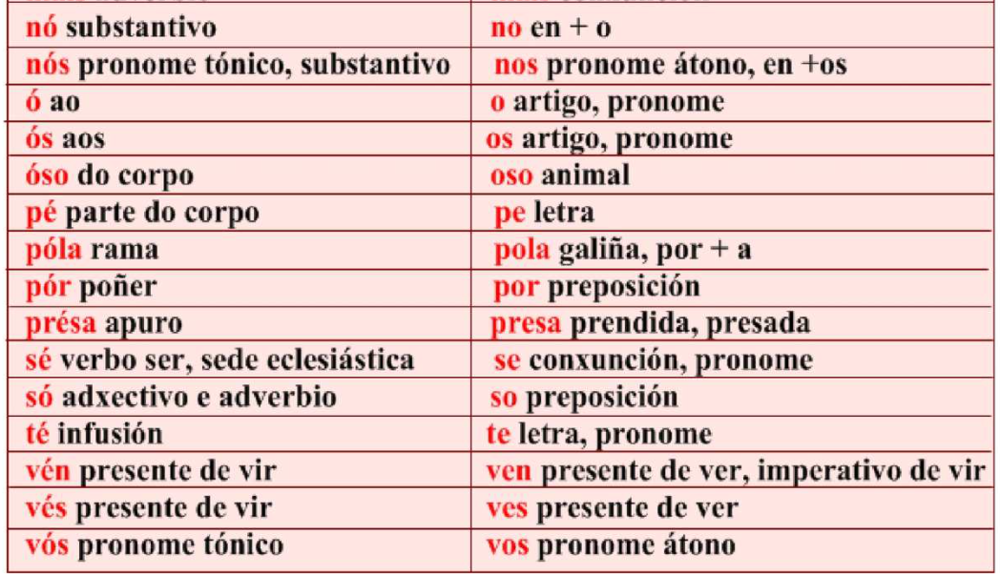 nó substantivo no en + o
nós pronome tónico, substantivo nos pronome átono, en +os
ó ao o artigo, pronome
ós aos os artigo, pronome
óso do corpo oso animal
pé parte do corpo pe letra
póla rama pola galiña, por + a
pór poñer por preposición
présa apuro presa prendida, presada
sé verbo ser, sede eclesiástica se conxunción, pronome
só adxectivo e adverbio so preposición
té infusión te letra, pronome
vén presente de vir ven presente de ver, imperativo de vir
vés presente de vir ves presente de ver
vós pronome tónico vos pronome átono